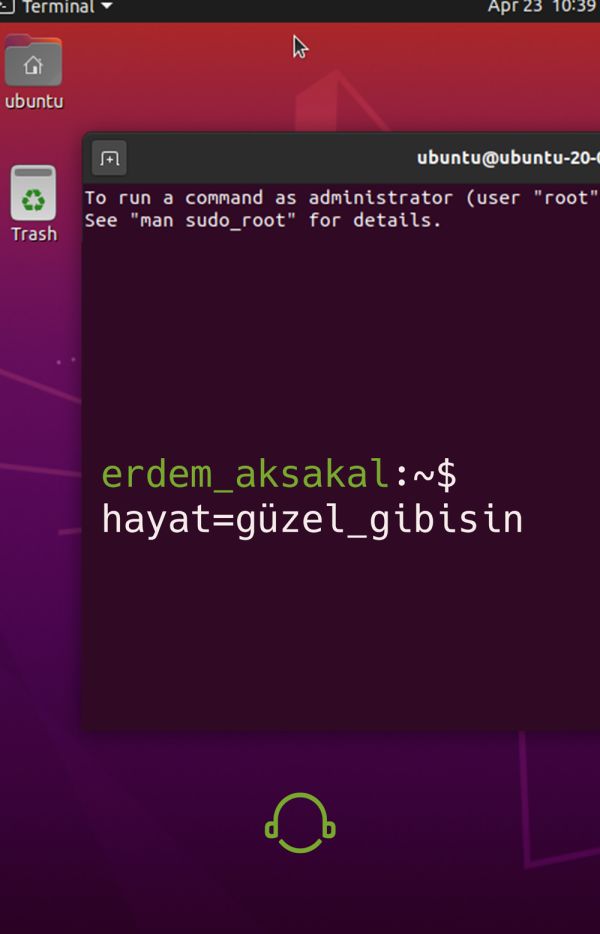 Terminal
Apr 23 10:39
ubuntu
ubuntu@ubuntu-20-0
Trash
To run a command as administrator (user "root"
See "man sudo_root" for details.
erdem_aksakal:~$
hayat=güzel_gibisin